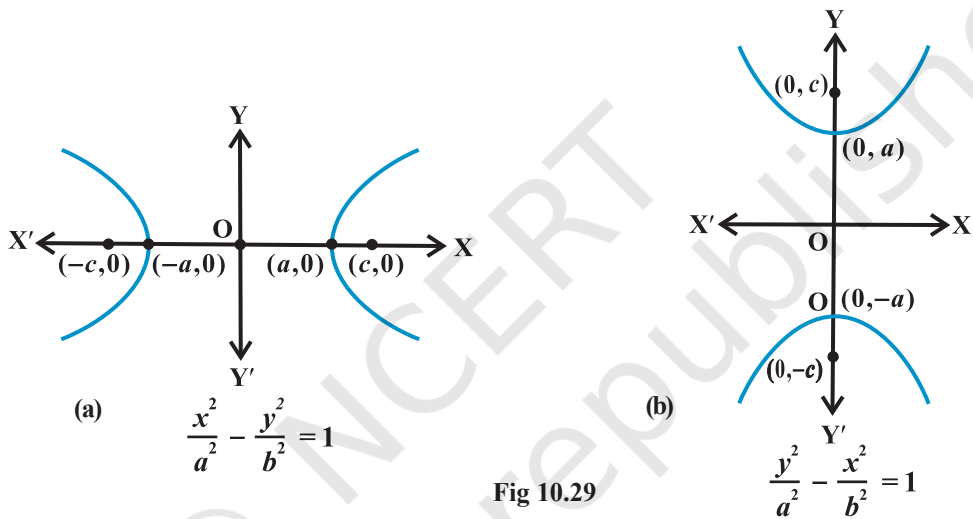 Y
X′ O X
(−c,0) (−a,0) (a,0) (c,0)
Y′
(a)
x²/a² − y²/b² = 1
Y
(0, c)
(0, a)
X′ X
O
O (0,−a)
(0,−c)
(b)
Y′
y²/a² − x²/b² = 1
Fig 10.29
© NCERT
republishe